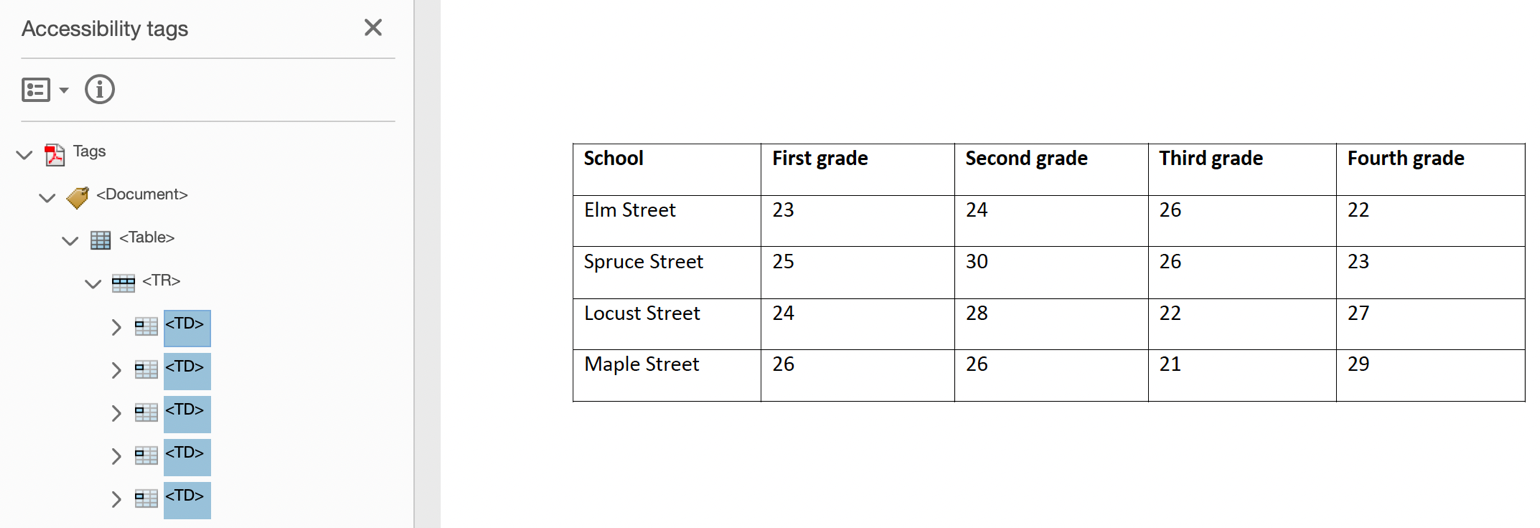 Accessibility tags
Tags
<Document>
<Table>
<TR>
<TD>
<TD>
<TD>
<TD>
<TD>
School First grade Second grade Third grade Fourth grade
Elm Street 23 24 26 22
Spruce Street 25 30 26 23
Locust Street 24 28 22 27
Maple Street 26 26 21 29